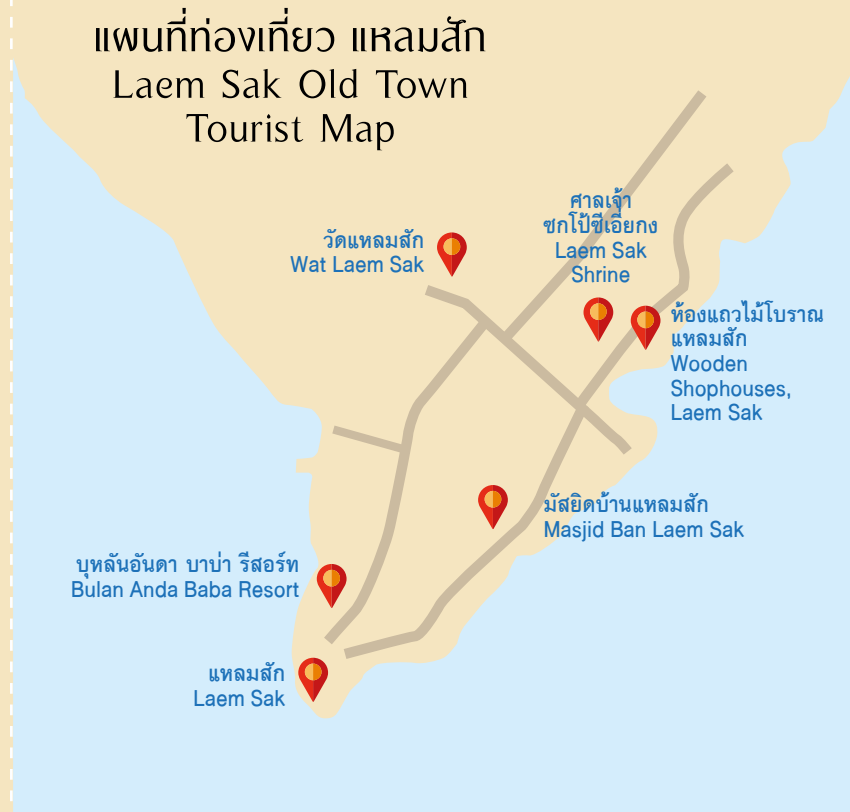 แผนที่ท่องเที่ยว แหลมสัก
Laem Sak Old Town
Tourist Map
ศาลเจ้า
ซกโป้ซีเอี้ยกง
Laem Sak
Shrine
วัดแหลมสัก
Wat Laem Sak
ห้องแถวไม้โบราณ
แหลมสัก
Wooden
Shophouses,
Laem Sak
มัสยิดบ้านแหลมสัก
Masjid Ban Laem Sak
บุหลันอันดา บาบ่า รีสอร์ท
Bulan Anda Baba Resort
แหลมสัก
Laem Sak